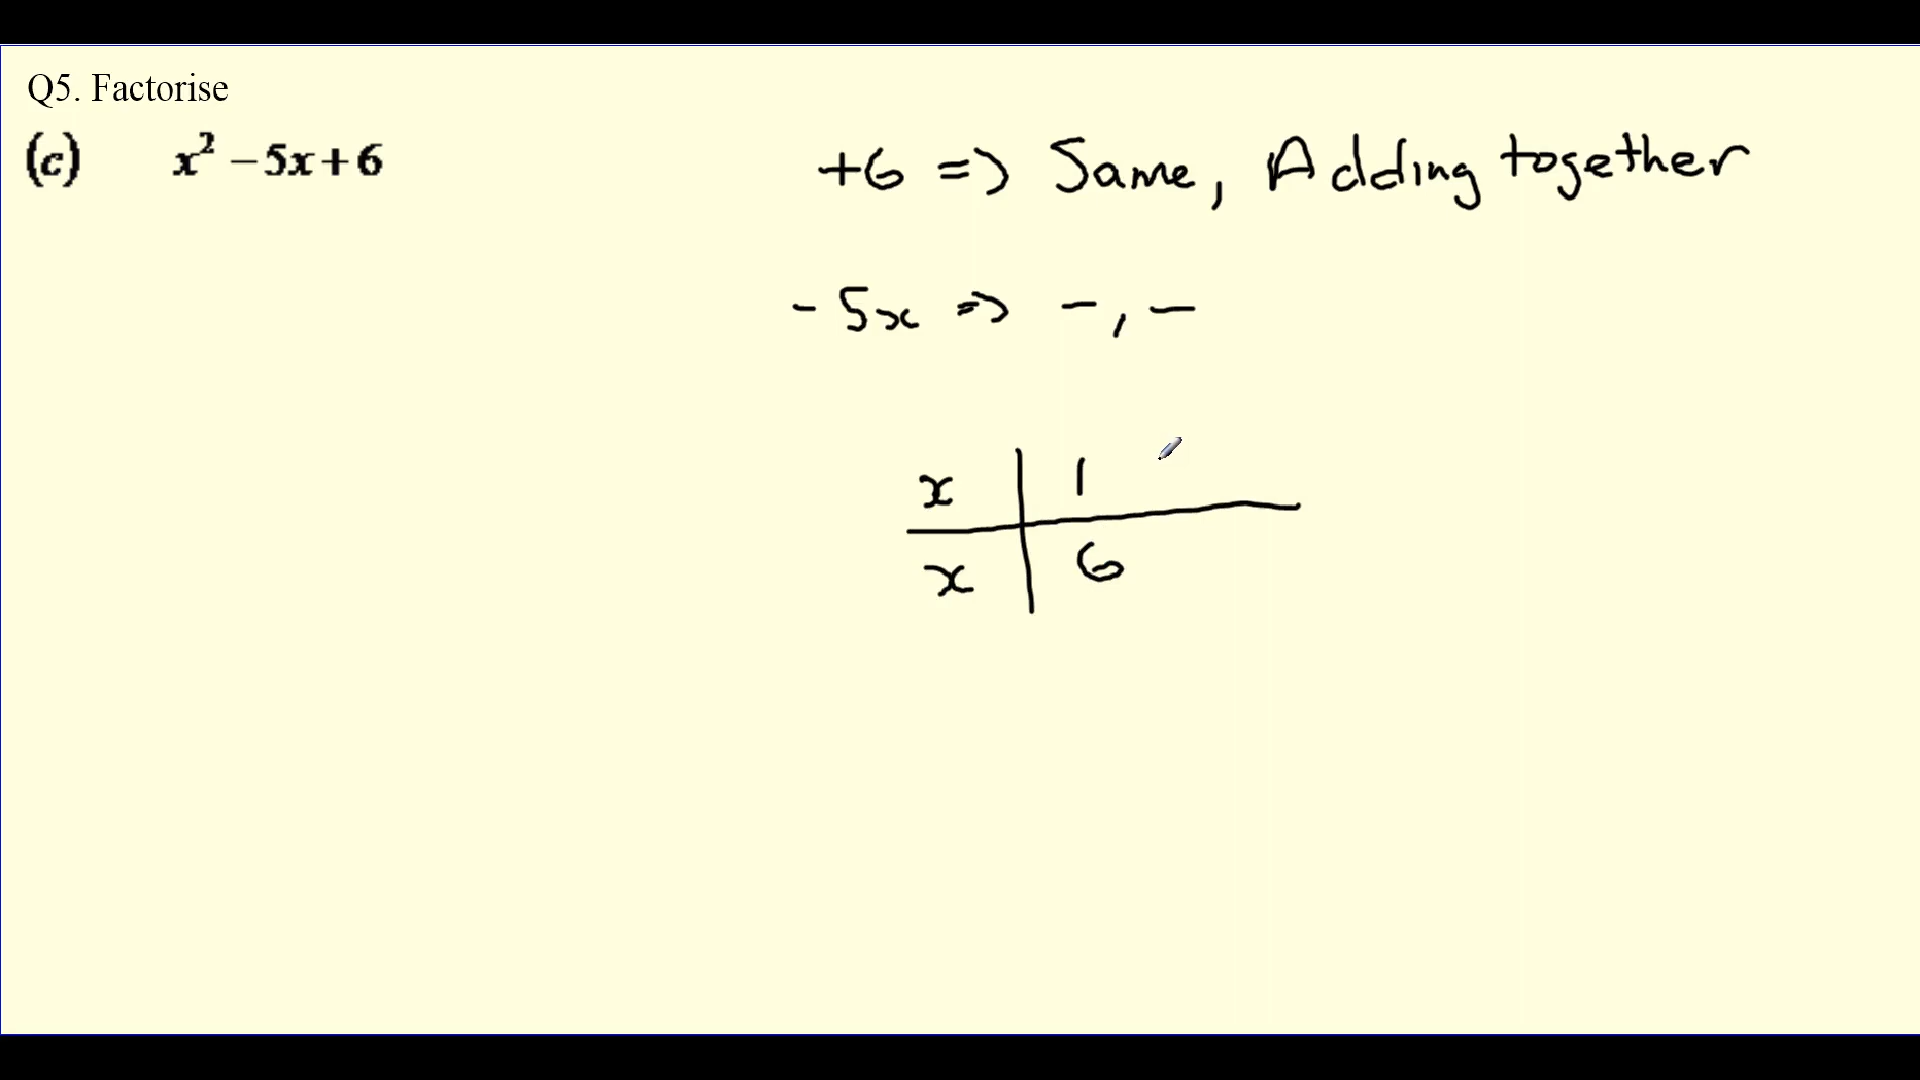 Q5. Factorise
(c) x² – 5x + 6
+6 => Same, Adding together
- 5x => -, -
x | 1
x | 6